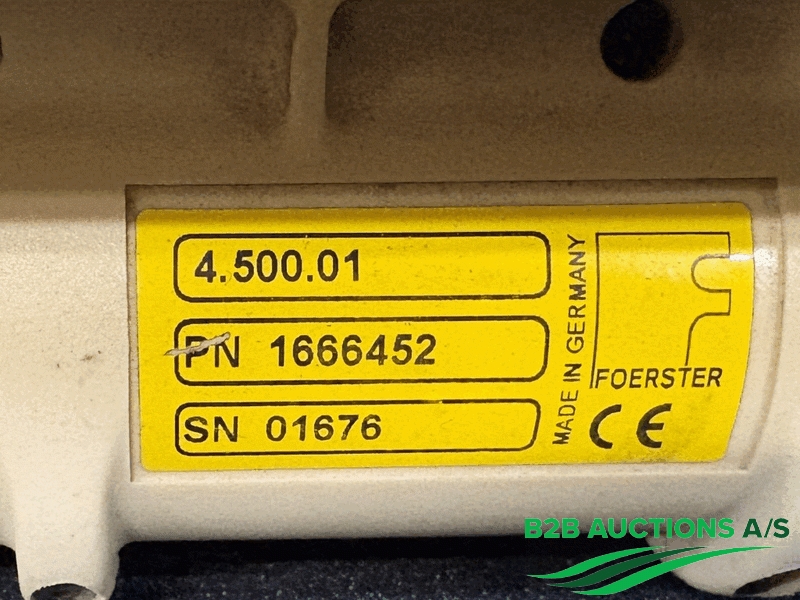 4.500.01
PN 1666452
SN 01676
MADE IN GERMANY
FOERSTER
CE
B2B AUCTIONS A/S